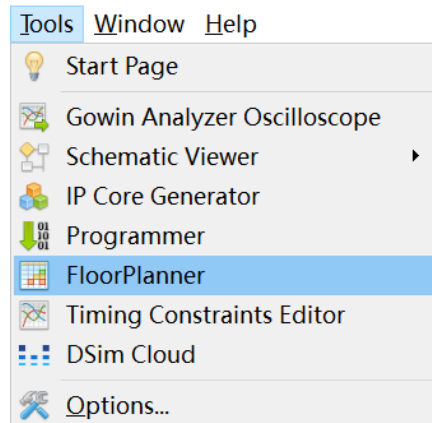 Tools Window Help
Start Page
Gowin Analyzer Oscilloscope
Schematic Viewer
IP Core Generator
Programmer
FloorPlanner
Timing Constraints Editor
DSim Cloud
Options...